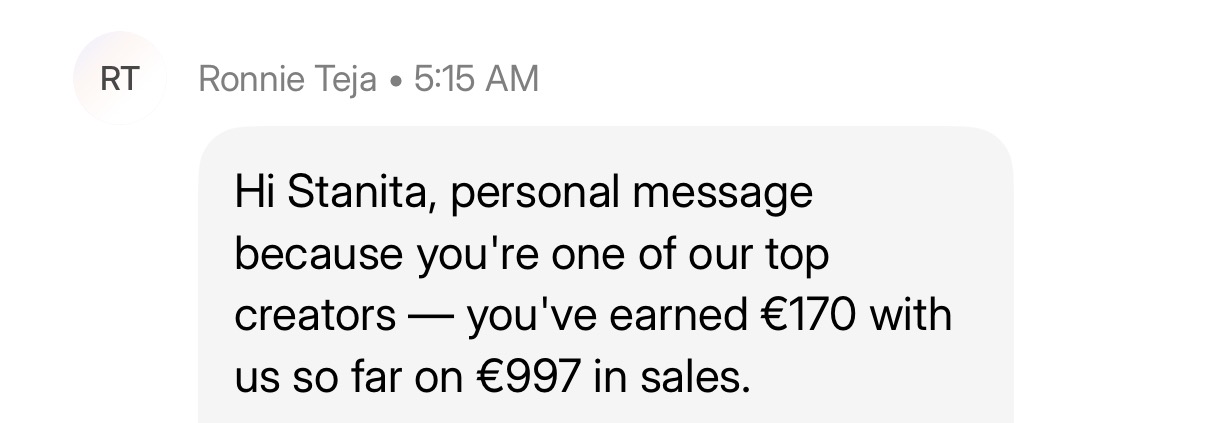 RT
Ronnie Teja • 5:15 AM
Hi Stanita, personal message
because you're one of our top
creators — you've earned €170 with
us so far on €997 in sales.